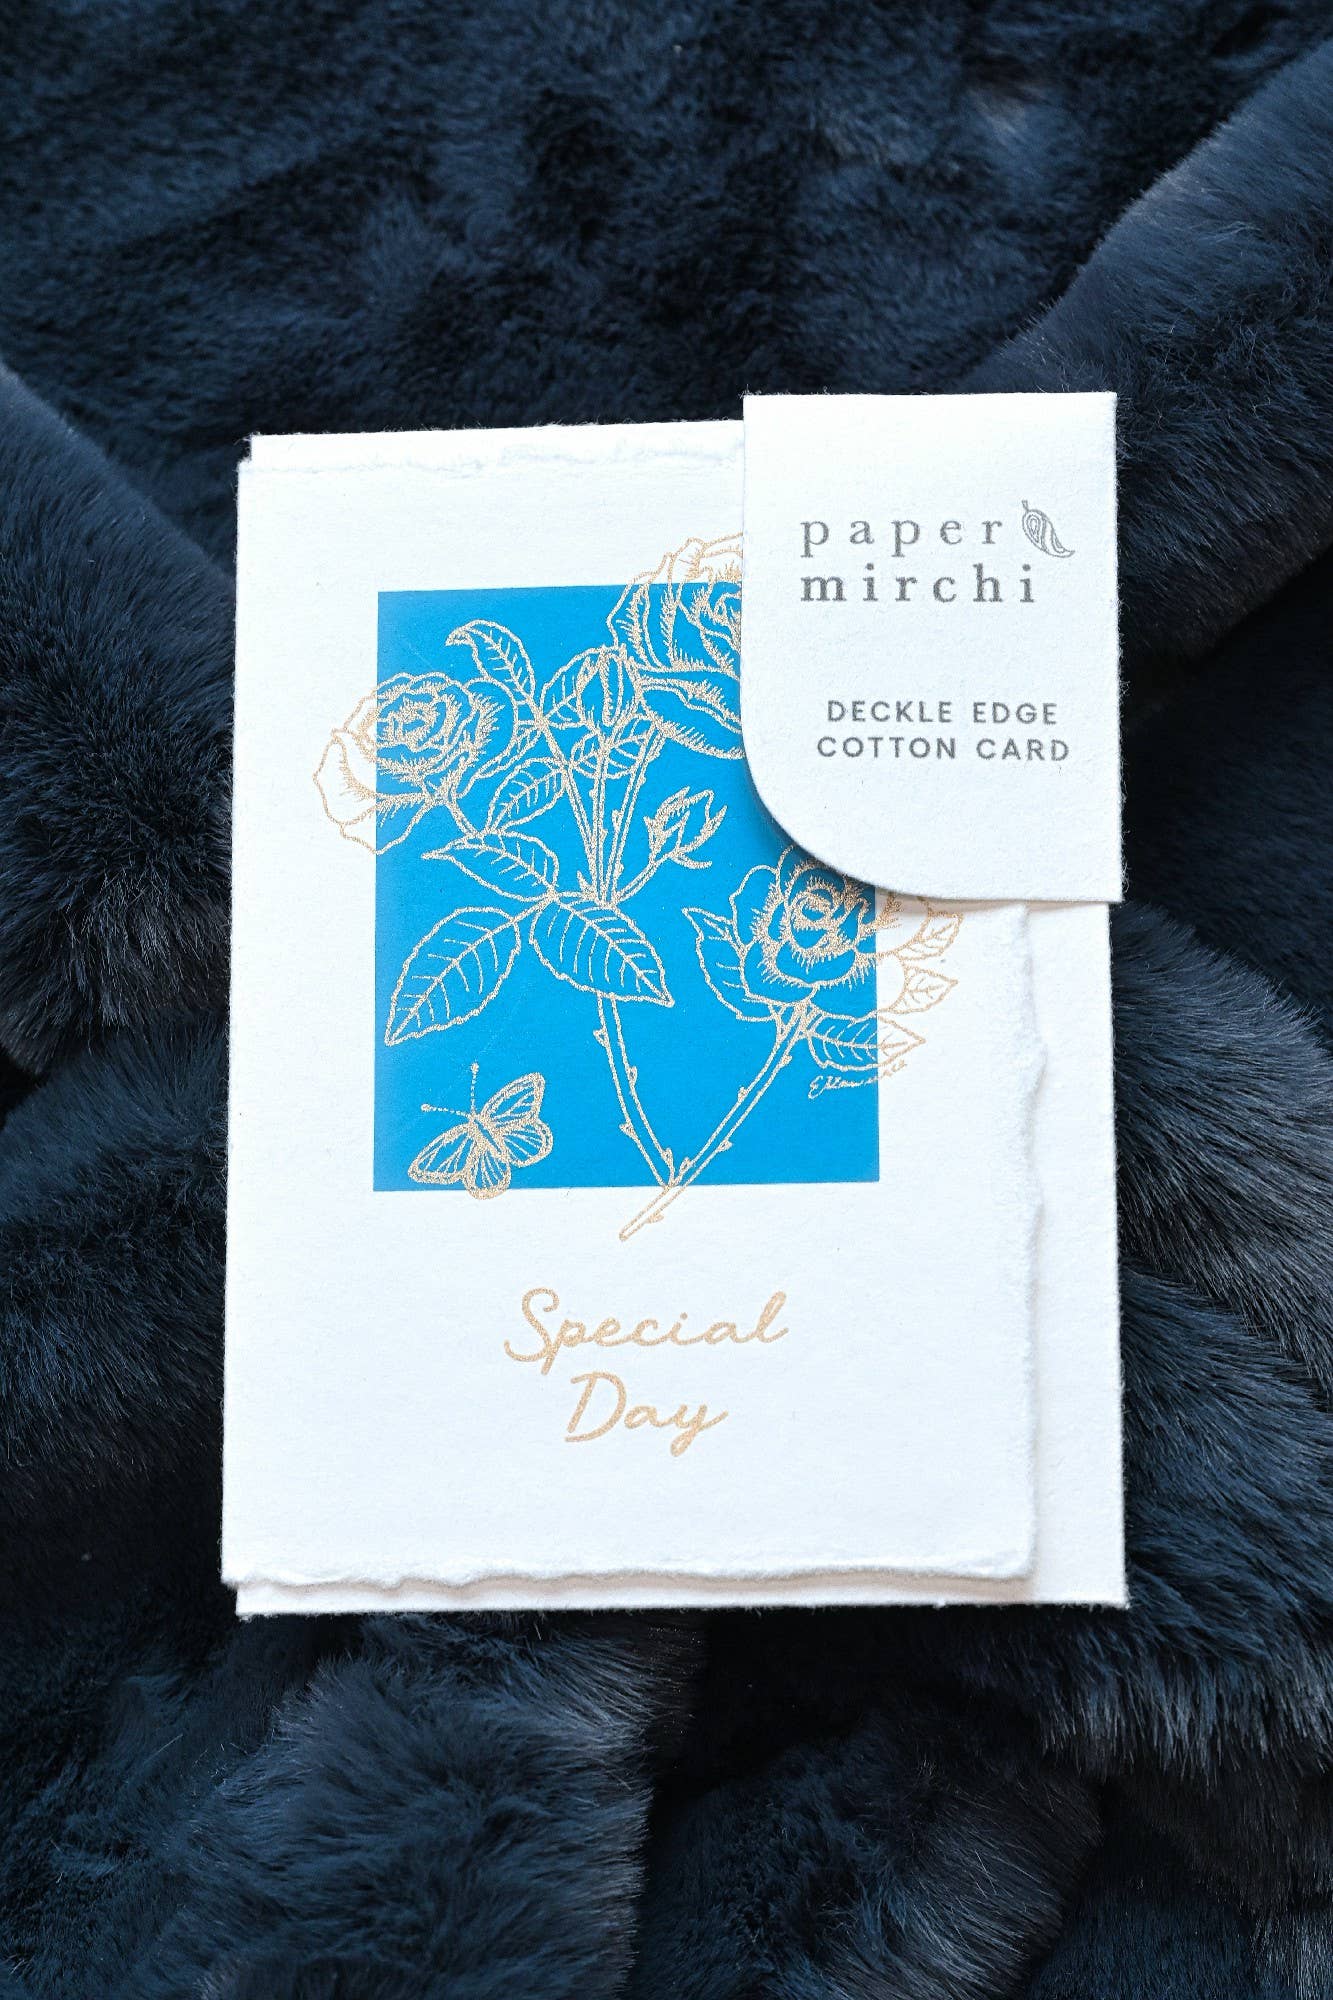 paper
mirchi
DECKLE EDGE
COTTON CARD
Special
Day